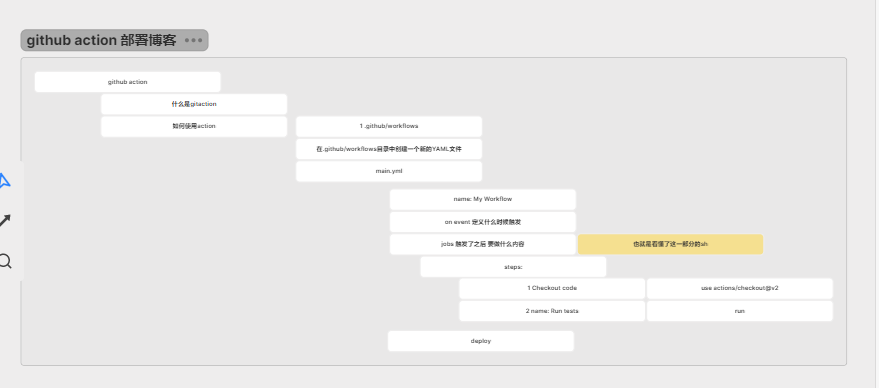 github action 部署博客
github action
什么是gitaction
如何使用action
1 .github/workflows
在.github/workflows目录中创建一个新的YAML文件
main.yml
name: My Workflow
on event 定义什么时候触发
jobs 触发了之后 要做什么内容
也就是看懂了这一部分的sh
steps:
1 Checkout code
use actions/checkout@v2
2 name: Run tests
run
deploy